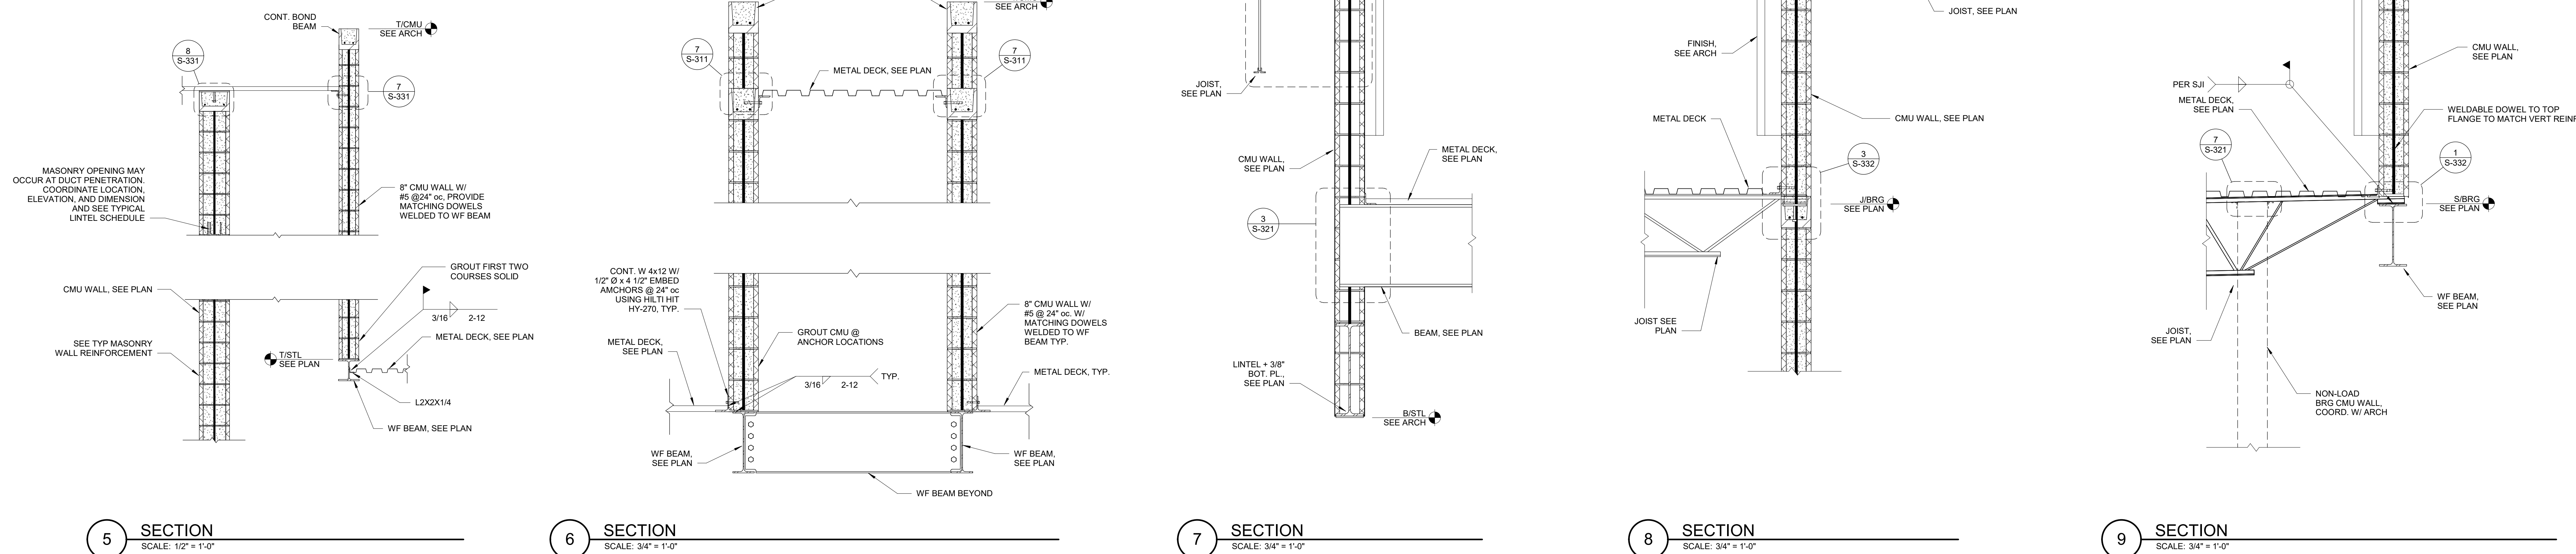 CONT. BOND
BEAM
T/CMU
SEE ARCH
8
S-331
7
S-331
MASONRY OPENING MAY
OCCUR AT DUCT PENETRATION.
COORDINATE LOCATION,
ELEVATION, AND DIMENSION
AND SEE TYPICAL
LINTEL SCHEDULE
8" CMU WALL W/
#5 @24" oc, PROVIDE
MATCHING DOWELS
WELDED TO WF BEAM
GROUT FIRST TWO
COURSES SOLID
CMU WALL, SEE PLAN
3/16
2-12
METAL DECK, SEE PLAN
SEE TYP MASONRY
WALL REINFORCEMENT
T/STL
SEE PLAN
L2X2X1/4
WF BEAM, SEE PLAN
5
SECTION
SCALE: 1/2" = 1'-0"
SEE ARCH
7
S-311
7
S-311
METAL DECK, SEE PLAN
CONT. W 4x12 W/
1/2" Ø x 4 1/2" EMBED
AMCHORS @ 24" oc
USING HILTI HIT
HY-270, TYP.
8" CMU WALL W/
#5 @ 24" oc. W/
MATCHING DOWELS
WELDED TO WF
BEAM TYP.
GROUT CMU @
ANCHOR LOCATIONS
METAL DECK,
SEE PLAN
3/16
2-12
TYP.
METAL DECK, TYP.
WF BEAM,
SEE PLAN
WF BEAM,
SEE PLAN
WF BEAM BEYOND
6
SECTION
SCALE: 3/4" = 1'-0"
JOIST,
SEE PLAN
CMU WALL,
SEE PLAN
METAL DECK,
SEE PLAN
3
S-321
BEAM, SEE PLAN
LINTEL + 3/8"
BOT. PL.,
SEE PLAN
B/STL
SEE ARCH
7
SECTION
SCALE: 3/4" = 1'-0"
JOIST, SEE PLAN
FINISH,
SEE ARCH
METAL DECK
CMU WALL, SEE PLAN
3
S-332
J/BRG
SEE PLAN
JOIST SEE
PLAN
8
SECTION
SCALE: 3/4" = 1'-0"
CMU WALL,
SEE PLAN
PER SJI
METAL DECK,
SEE PLAN
WELDABLE DOWEL TO TOP
FLANGE TO MATCH VERT REINF
7
S-321
1
S-332
S/BRG
SEE PLAN
WF BEAM,
SEE PLAN
JOIST,
SEE PLAN
NON-LOAD
BRG CMU WALL,
COORD. W/ ARCH
9
SECTION
SCALE: 3/4" = 1'-0"